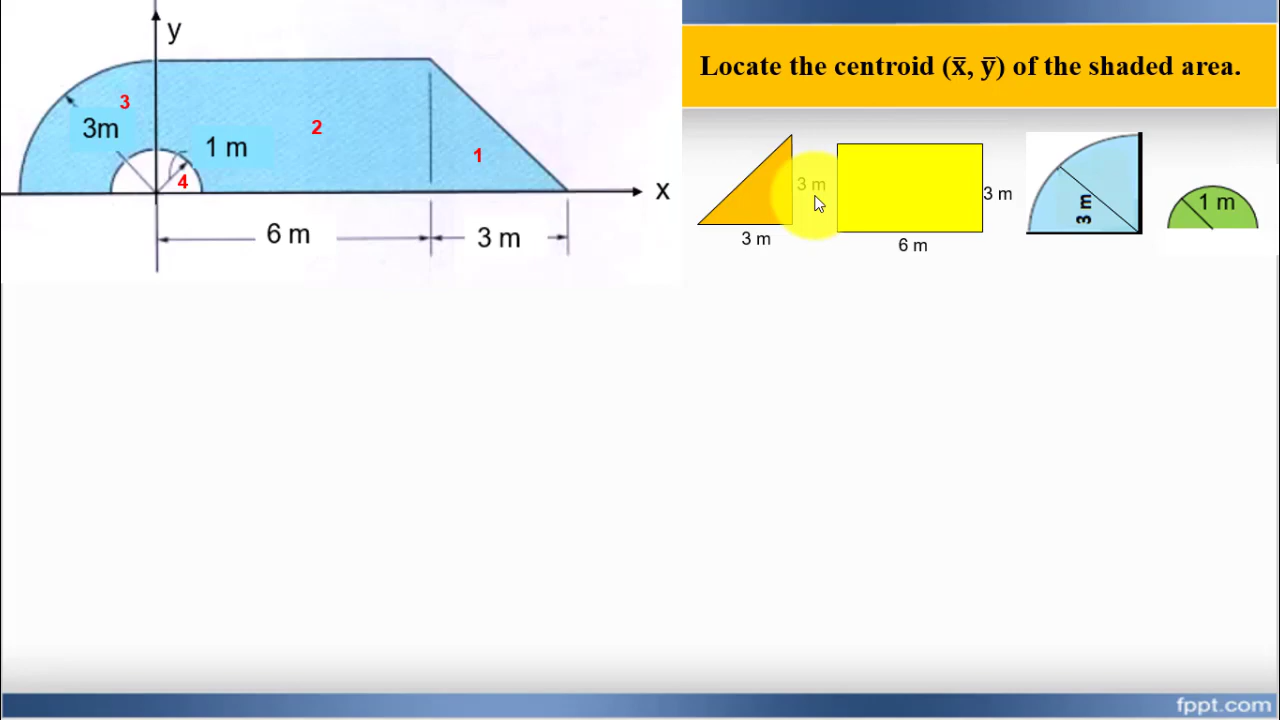 y
3
3m
2
1 m
1
4
x
6 m
3 m
Locate the centroid (x̅, y̅) of the shaded area.
3 m
3 m
3 m
6 m
3 m
1 m
fppt.com